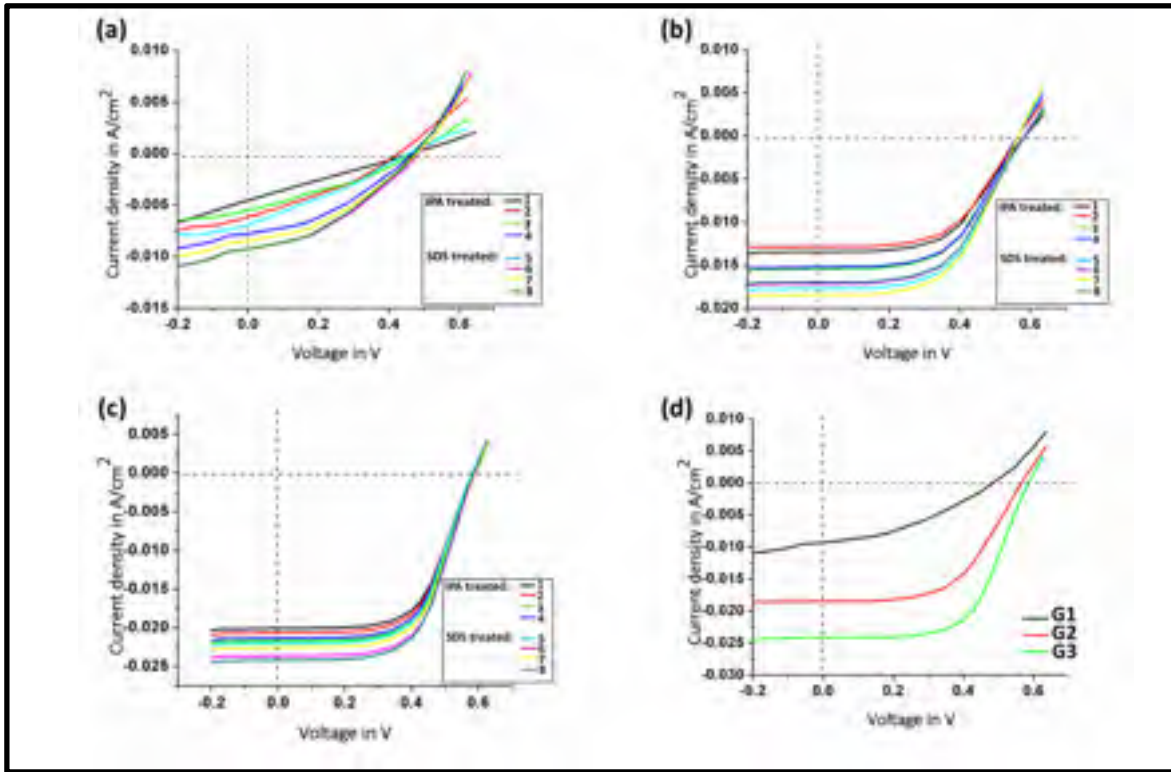 (a)
0.010
0.005
0.000
-0.005
-0.010
-0.015
Current density in A/cm2
-0.2 0.0 0.2 0.4 0.6
Voltage in V
IPA treated:
SDS treated:
(b)
0.010
0.005
0.000
-0.005
-0.010
-0.015
-0.020
Current density in A/cm2
-0.2 0.0 0.2 0.4 0.6
Voltage in V
IPA treated:
SDS treated:
(c)
0.005
0.000
-0.005
-0.010
-0.015
-0.020
-0.025
Current density in A/cm2
-0.2 0.0 0.2 0.4 0.6
Voltage in V
IPA treated:
SDS treated:
(d)
0.010
0.005
0.000
-0.005
-0.010
-0.015
-0.020
-0.025
-0.030
Current density in A/cm2
-0.2 0.0 0.2 0.4 0.6
Voltage in V
G1
G2
G3